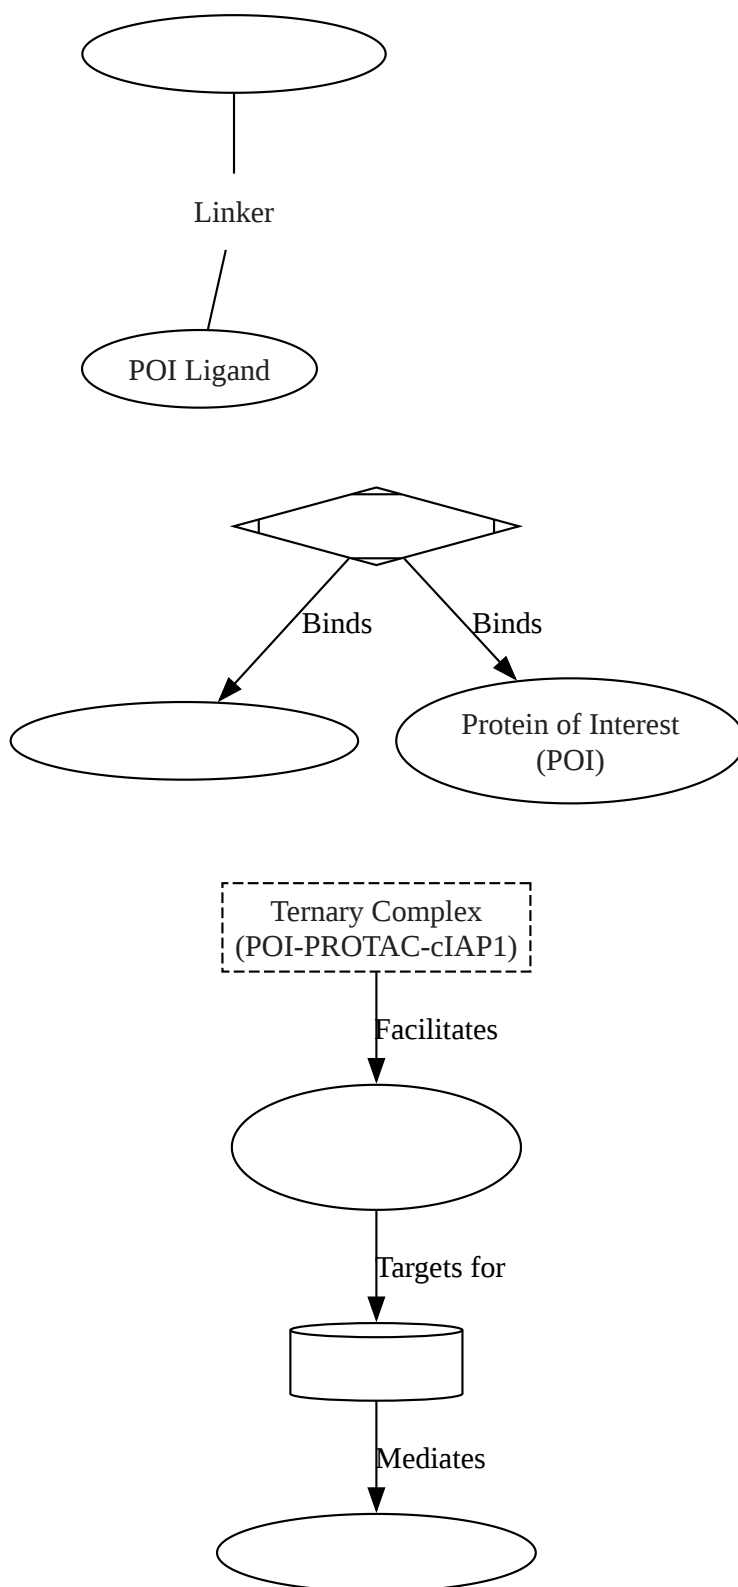 Linker
POI Ligand
Binds
Binds
Protein of Interest
(POI)
Ternary Complex
(POI-PROTAC-cIAP1)
Facilitates
Targets for
Mediates